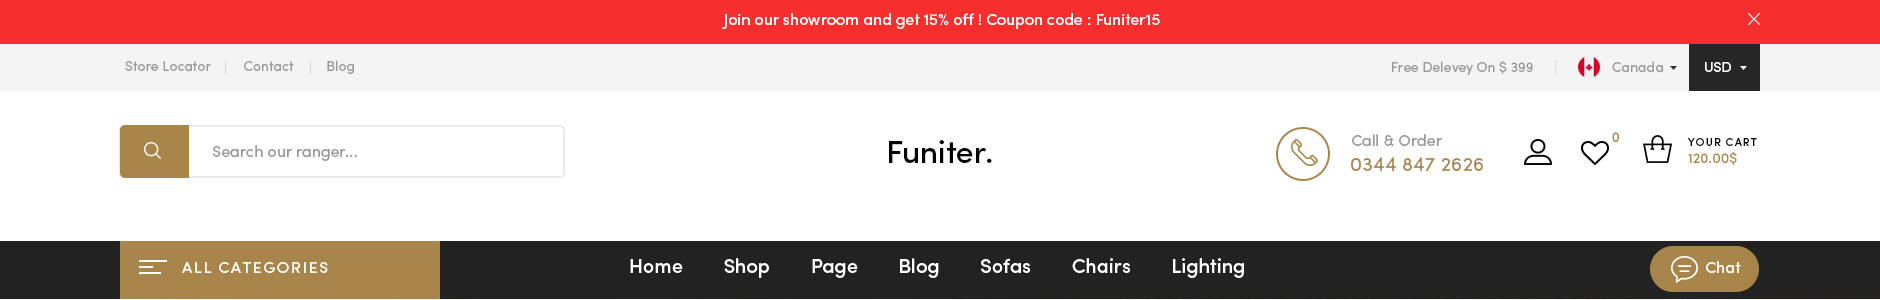 Join our showroom and get 15% off ! Coupon code : Funiter15
Store Locator
Contact
Blog
Free Delevey On $ 399
Canada
USD
Search our ranger...
Funiter.
Call & Order
0344 847 2626
0
YOUR CART
120.00$
ALL CATEGORIES
Home
Shop
Page
Blog
Sofas
Chairs
Lighting
Chat